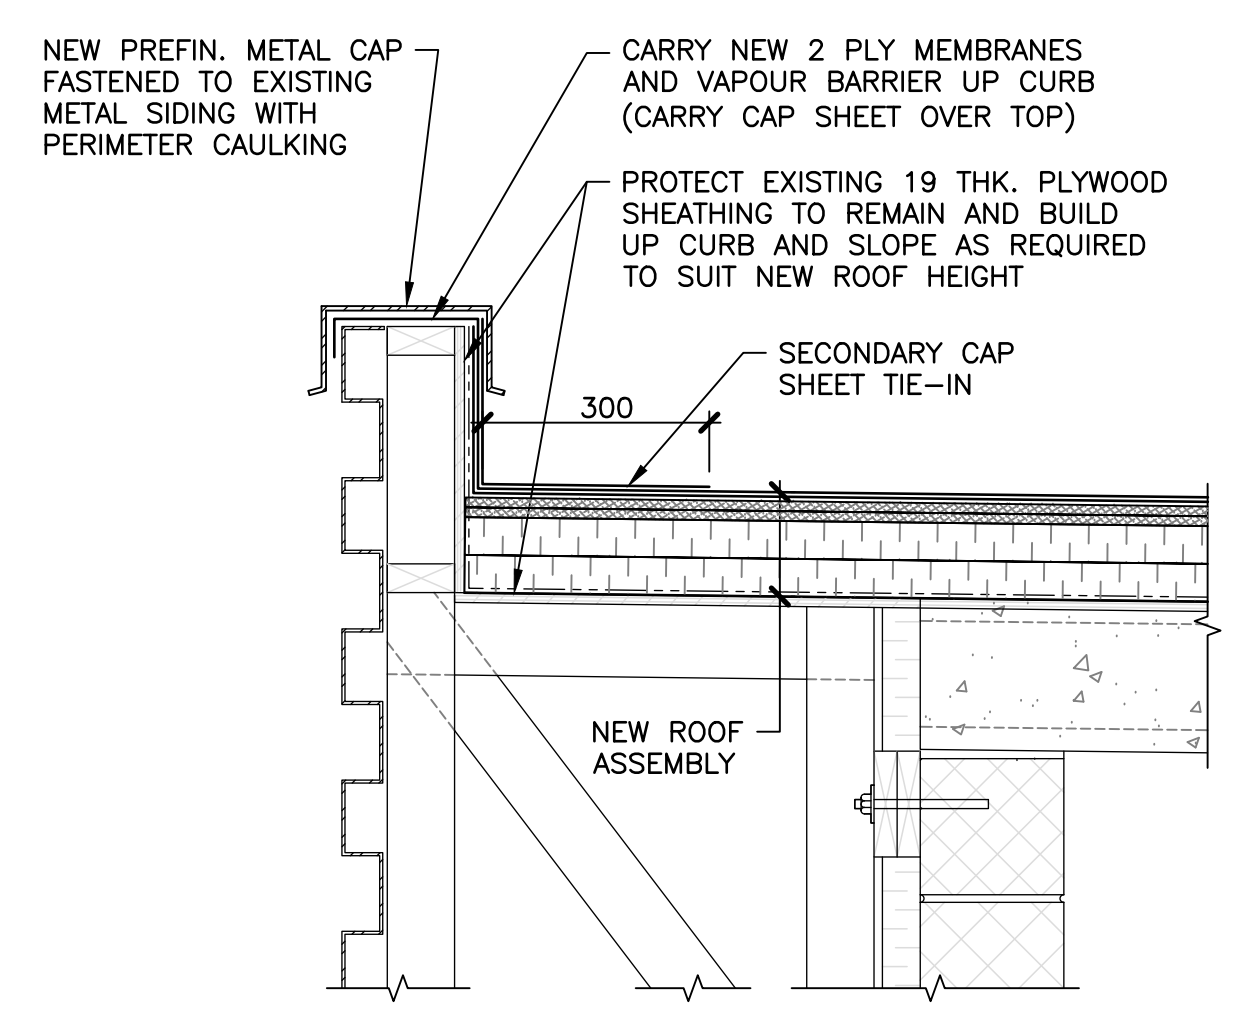 NEW PREFIN. METAL CAP
FASTENED TO EXISTING
METAL SIDING WITH
PERIMETER CAULKING
CARRY NEW 2 PLY MEMBRANES
AND VAPOUR BARRIER UP CURB
(CARRY CAP SHEET OVER TOP)
PROTECT EXISTING 19 THK. PLYWOOD
SHEATHING TO REMAIN AND BUILD
UP CURB AND SLOPE AS REQUIRED
TO SUIT NEW ROOF HEIGHT
SECONDARY CAP
SHEET TIE-IN
300
NEW ROOF
ASSEMBLY